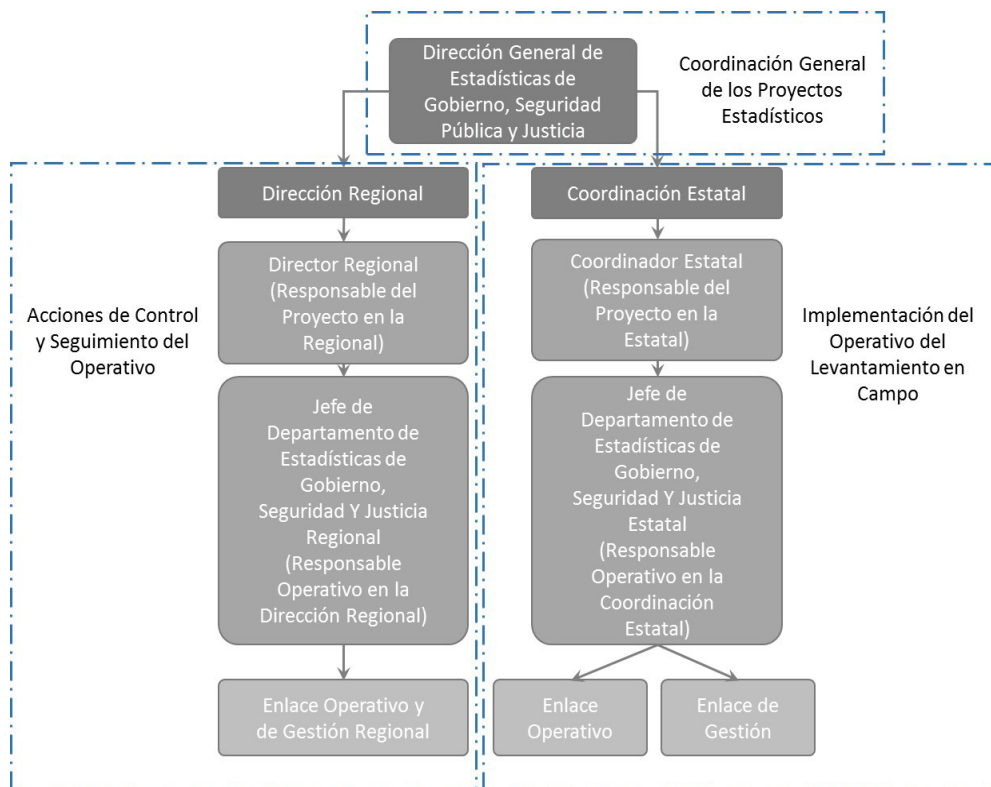 Dirección General de
Estadísticas de
Gobierno, Seguridad
Pública y Justicia
Coordinación General
de los Proyectos
Estadísticos
Dirección Regional
Director Regional
(Responsable del
Proyecto en la
Regional)
Acciones de Control
y Seguimiento del
Operativo
Jefe de
Departamento de
Estadísticas de
Gobierno,
Seguridad Y Justicia
Regional
(Responsable
Operativo en la
Dirección Regional)
Enlace Operativo y
de Gestión Regional
Coordinación Estatal
Coordinador Estatal
(Responsable del
Proyecto en la
Estatal)
Implementación del
Operativo del
Levantamiento en
Campo
Jefe de
Departamento de
Estadísticas de
Gobierno,
Seguridad Y Justicia
Estatal
(Responsable
Operativo en la
Coordinación
Estatal)
Enlace
Operativo
Enlace de
Gestión